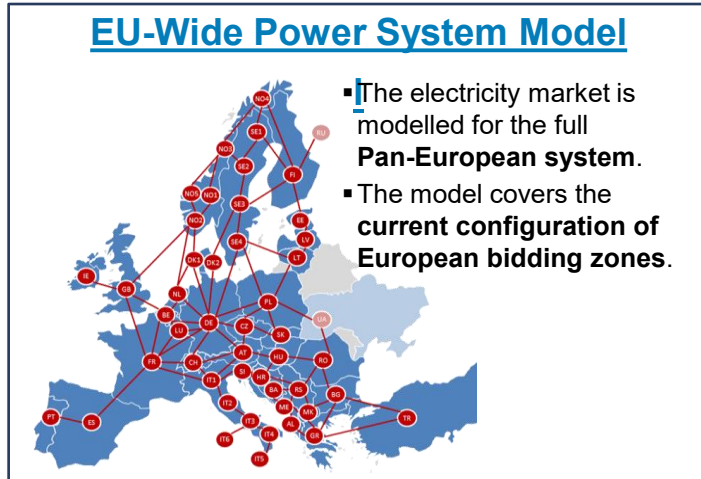 EU-Wide Power System Model
▪ The electricity market is
modelled for the full
Pan-European system.
▪ The model covers the
current configuration of
European bidding zones.
NO4
SE1
RU
NO3
SE2
FI
NO5
NO1
SE3
NO2
EE
LV
SE4
LT
DK1
DK2
IE
GB
NL
PL
BE
DE
UA
LU
CZ
SK
FR
CH
AT
HU
RO
IT1
SI
HR
BA
RS
BG
IT2
ME
MK
PT
ES
IT3
AL
TR
IT6
IT4
GR
IT5